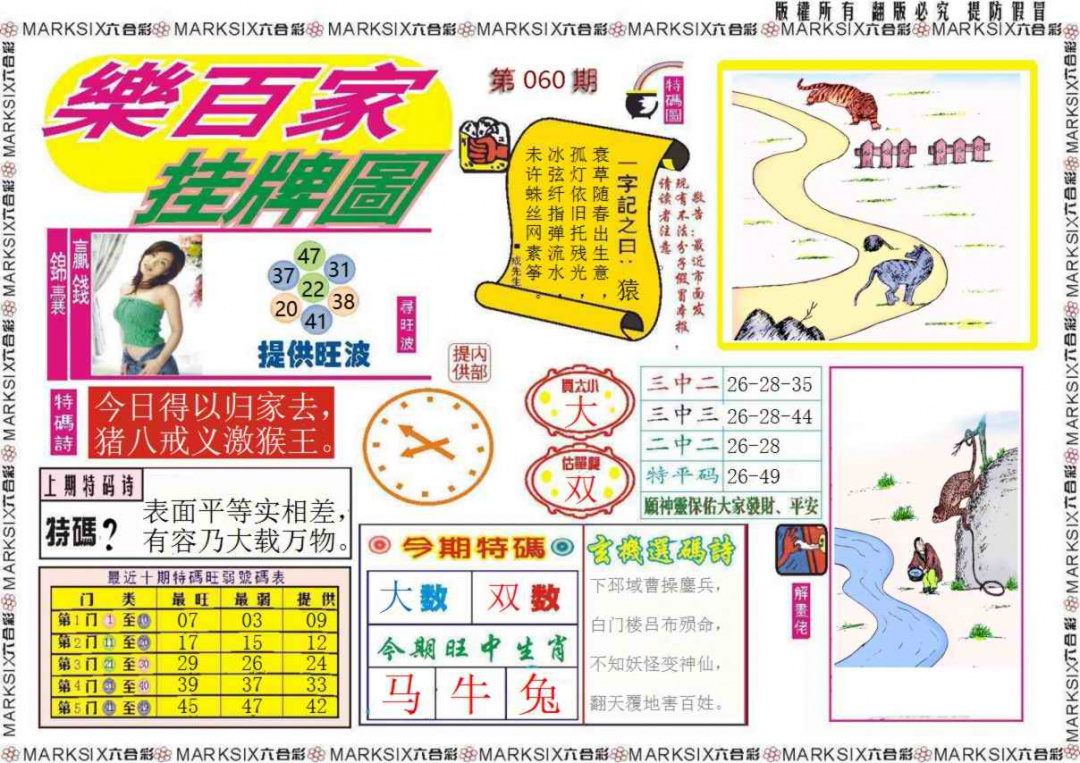 版權所有 翻版必究 提防假冒
MARKSIX六合彩 MARKSIX六合彩 MARKSIX六合彩 MARKSIX六合彩 MARKSIX六合彩 MARKSIX六合彩 MARKSIX六合彩
樂百家
挂牌圖
第 060 期
特碼圖
一字記之曰：猿
衰草随春出生意，
孤灯依旧托残光，
冰弦纤指弹流水，
未许蛛丝网素筝。
■成先生
敬告：最近市面发
现有不法分子假冒本报，
请读者注意。
贏錢
錦囊
47
37
31
22
20
38
41
提供旺波
尋旺波
内部
提供
特碼詩
今日得以归家去，
猪八戒义激猴王。
買大小
大
估單雙
双
三中二 26-28-35
三中三 26-28-44
二中二 26-28
特平码 26-49
願神靈保佑大家發財、平安
上期特码诗
特碼？
表面平等实相差，
有容乃大载万物。
最近十期特碼旺弱號碼表
门 类 最旺 最弱 提供
第1门 1 至 07 03 09
第2门 11 至 17 15 12
第3门 21 至 30 29 26 24
第4门 至 40 39 37 33
第5门 至 45 47 42
今期特碼
大数 双数
今期旺中生肖
马 牛 兔
玄機選碼詩
下邳域曹操鏖兵，
白门楼吕布殒命，
不知妖怪变神仙，
翻天覆地害百姓。
解畫佬
MARKSIX六合彩 MARKSIX六合彩 MARKSIX六合彩 MARKSIX六合彩 MARKSIX六合彩 MARKSIX六合彩 MARKSIX六合彩